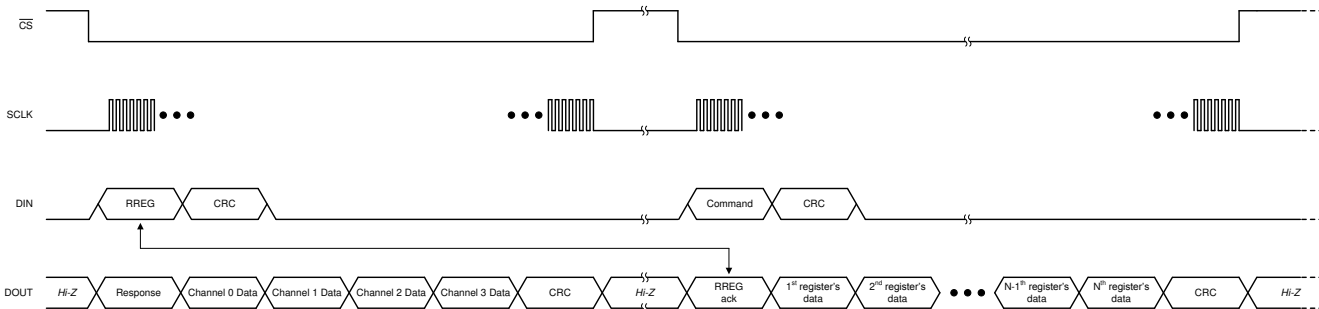 CS
SCLK
DIN
RREG
CRC
Command
CRC
DOUT
Hi-Z
Response
Channel 0 Data
Channel 1 Data
Channel 2 Data
Channel 3 Data
CRC
Hi-Z
RREG
ack
1st register's
data
2nd register's
data
N-1th register's
data
Nth register's
data
CRC
Hi-Z